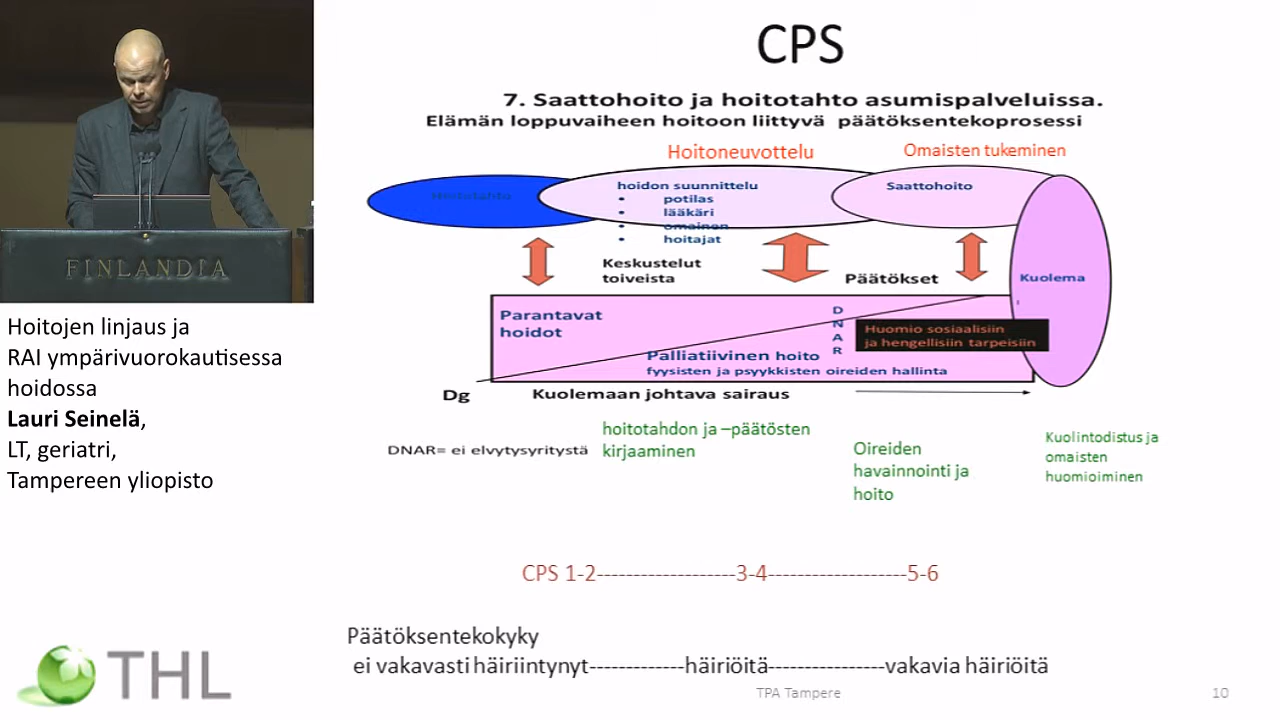 CPS
7. Saattohoito ja hoitotahto asumispalveluissa.
Elämän loppuvaiheen hoitoon liittyvä päätöksentekoprosessi
Hoitoneuvottelu
Omaisten tukeminen
Hoitotahto
hoidon suunnittelu
• potilas
• lääkäri
• omainen
• hoitajat
Saattohoito
Keskustelut
toiveista
Päätökset
Kuolema
Parantavat
hoidot
D
N
A
R
Huomio sosiaalisiin
ja hengellisiin tarpeisiin
Palliatiivinen hoito
fyysisten ja psyykkisten oireiden hallinta
Dg
Kuolemaan johtava sairaus
DNAR= ei elvytysyritystä
hoitotahdon ja –päätösten
kirjaaminen
Oireiden
havainnointi ja
hoito
Kuolintodistus ja
omaisten
huomioiminen
CPS 1-2-------------------3-4-------------------5-6
Päätöksentekokyky
ei vakavasti häiriintynyt-------------häiriöitä----------------vakavia häiriöitä
TPA Tampere
10
FINLANDIA
Hoitojen linjaus ja
RAI ympärivuorokautisessa
hoidossa
Lauri Seinelä,
LT, geriatri,
Tampereen yliopisto
THL